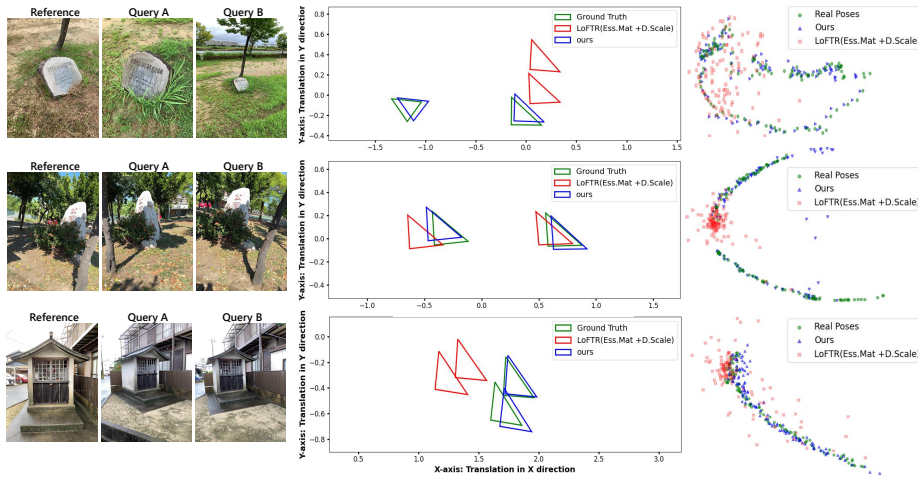 Reference Query A Query B
Y-axis: Translation in Y direction
0.8
0.6
0.4
0.2
0.0
−0.2
−0.4
−1.5 −1.0 −0.5 0.0 0.5 1.0 1.5
Ground Truth
LoFTR(Ess.Mat +D.Scale)
ours
Real Poses
Ours
LoFTR(Ess.Mat +D.Scale)
Reference Query A Query B
Y-axis: Translation in Y direction
0.6
0.4
0.2
0.0
−0.2
−0.4
−1.0 −0.5 0.0 0.5 1.0 1.5
Ground Truth
LoFTR(Ess.Mat +D.Scale)
ours
Real Poses
Ours
LoFTR(Ess.Mat +D.Scale)
Reference Query A Query B
Y-axis: Translation in Y direction
0.0
−0.2
−0.4
−0.6
−0.8
0.5 1.0 1.5 2.0 2.5 3.0
X-axis: Translation in X direction
Ground Truth
LoFTR(Ess.Mat +D.Scale)
ours
Real Poses
Ours
LoFTR(Ess.Mat +D.Scale)